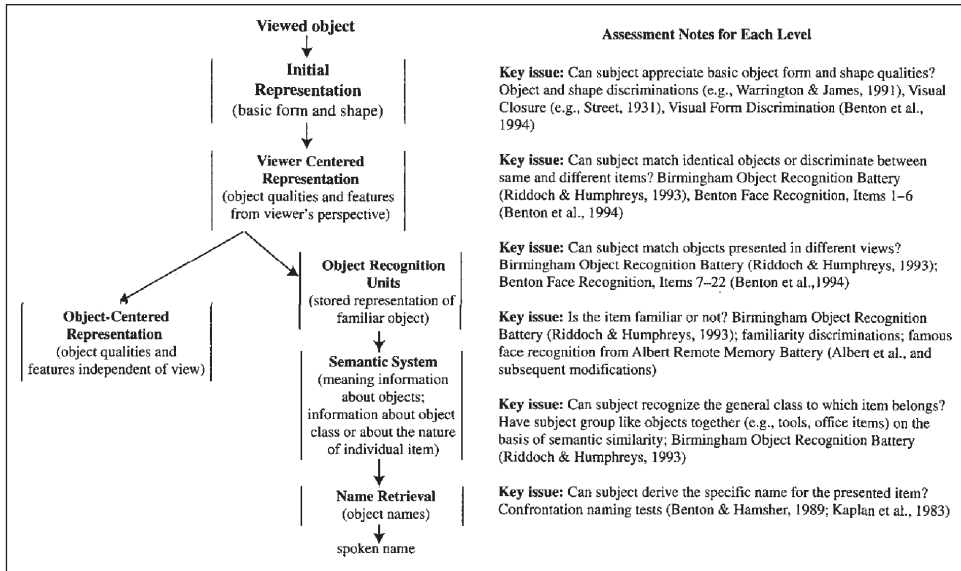 Viewed object
Initial
Representation
(basic form and shape)
Viewer Centered
Representation
(object qualities and features
from viewer's perspective)
Object Recognition
Units
(stored representation of
familiar object)
Object-Centered
Representation
(object qualities and
features independent of view)
Semantic System
(meaning information
about objects;
information about object
class or about the nature
of individual item)
Name Retrieval
(object names)
spoken name
Assessment Notes for Each Level
Key issue: Can subject appreciate basic object form and shape qualities?
Object and shape discriminations (e.g., Warrington & James, 1991), Visual
Closure (e.g., Street, 1931), Visual Form Discrimination (Benton et al.,
1994)
Key issue: Can subject match identical objects or discriminate between
same and different items? Birmingham Object Recognition Battery
(Riddoch & Humphreys, 1993), Benton Face Recognition, Items 1–6
(Benton et al., 1994)
Key issue: Can subject match objects presented in different views?
Birmingham Object Recognition Battery (Riddoch & Humphreys, 1993);
Benton Face Recognition, Items 7–22 (Benton et al.,1994)
Key issue: Is the item familiar or not? Birmingham Object Recognition
Battery (Riddoch & Humphreys, 1993); familiarity discriminations; famous
face recognition from Albert Remote Memory Battery (Albert et al., and
subsequent modifications)
Key issue: Can subject recognize the general class to which item belongs?
Have subject group like objects together (e.g., tools, office items) on the
basis of semantic similarity; Birmingham Object Recognition Battery
(Riddoch & Humphreys, 1993)
Key issue: Can subject derive the specific name for the presented item?
Confrontation naming tests (Benton & Hamsher, 1989; Kaplan et al., 1983)